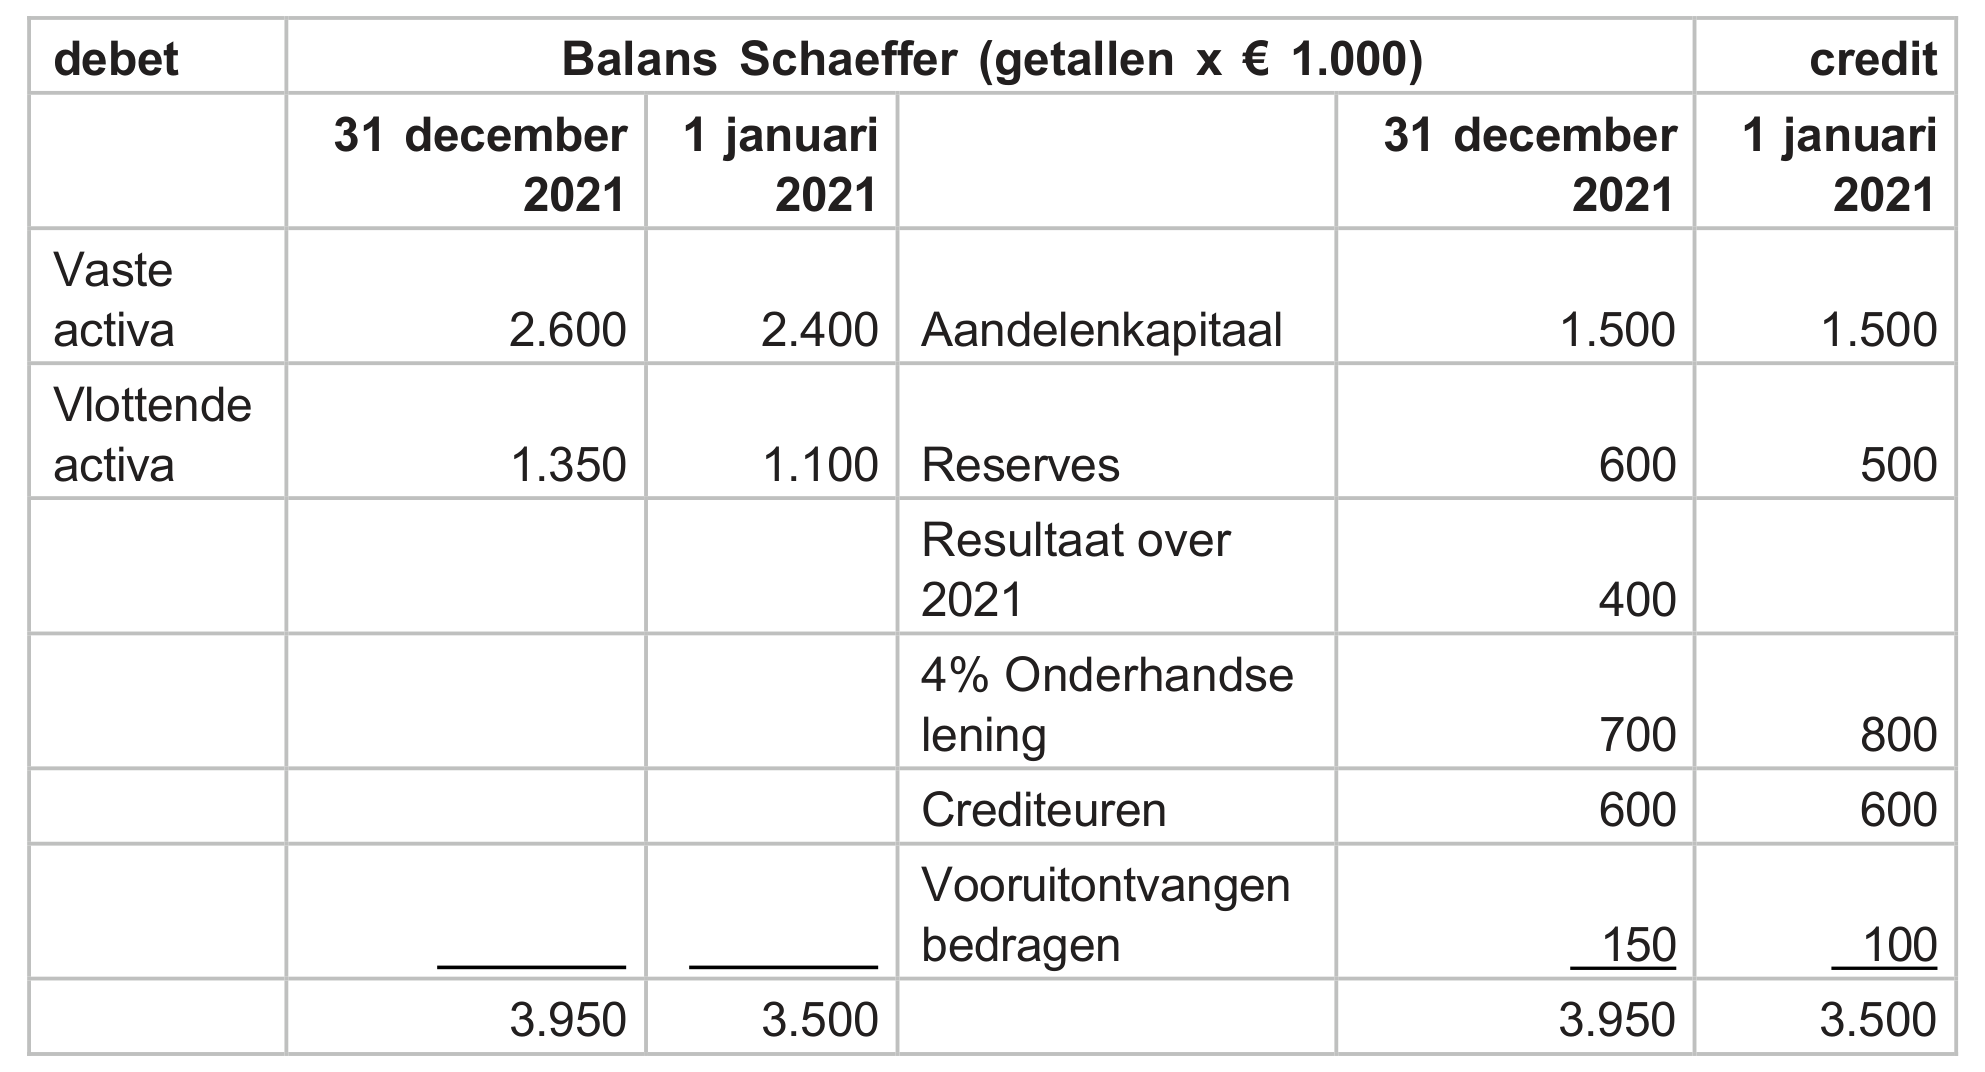 debet Balans Schaeffer (getallen x € 1.000) credit
31 december 2021 1 januari 2021 31 december 2021 1 januari 2021
Vaste activa 2.600 2.400 Aandelenkapitaal 1.500 1.500
Vlottende activa 1.350 1.100 Reserves 600 500
Resultaat over 2021 400
4% Onderhandse lening 700 800
Crediteuren 600 600
Vooruitontvangen bedragen 150 100
3.950 3.500 3.950 3.500